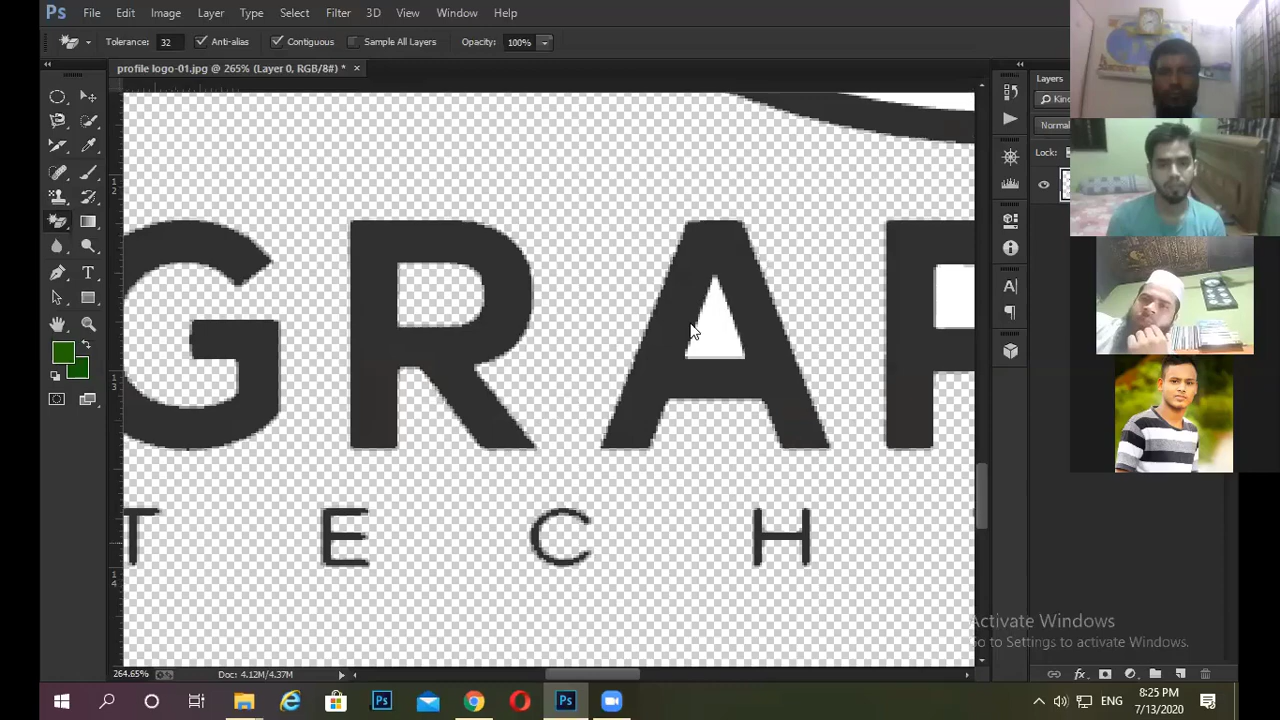 Ps File Edit Image Layer Type Select Filter 3D View Window Help
Tolerance: 32 Anti-alias Contiguous Sample All Layers Opacity: 100%
profile logo-01.jpg @ 265% (Layer 0, RGB/8#) * ×
Layers
Kind
Normal
Lock:
GRAP
TECH
Activate Windows
Go to Settings to activate Windows.
264.65% Doc: 4.12M/4.37M
ENG
8:25 PM
7/13/2020